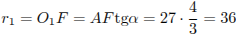 r₁ = O₁F = AFtgα = 27 · 4/3 = 36